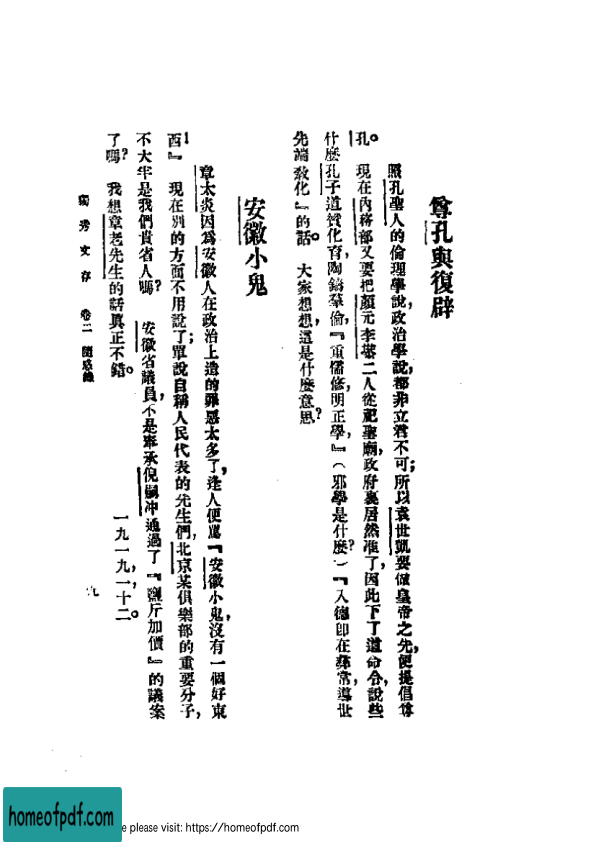 尊孔與復辟
照孔聖人的倫理學說，政治學說，都非立君不可；所以袁世凱要做皇帝之先，便提倡尊
孔。現在內務部又要把顏元李塨二人從祀聖廟，政府裏居然准了，因此下了道命令，說些
什麼孔子道贊化育，陶鑄羣倫，『重儒修明正學，』（邪學是什麼？）『入德卽在彝常，導世
先端敎化』的話。大家想想，這是什麼意思？
安徽小鬼
章太炎因爲安徽人在政治上造的罪惡太多了，逢人便罵『安徽小鬼，沒有一個好東
西！』現在別的方面不用說了；單說自稱人民代表的先生們，北京某俱樂部的重要分子，
不大半是我們貴省人嗎？安徽省議員，不是奉承倪嗣冲通過了『鹽斤加價』的議案
了嗎？我想章老先生的話眞正不錯。
一九一九，一，十二。
獨秀文存 卷二 隨感錄
九
homeofpdf.com
e please visit: https://homeofpdf.com